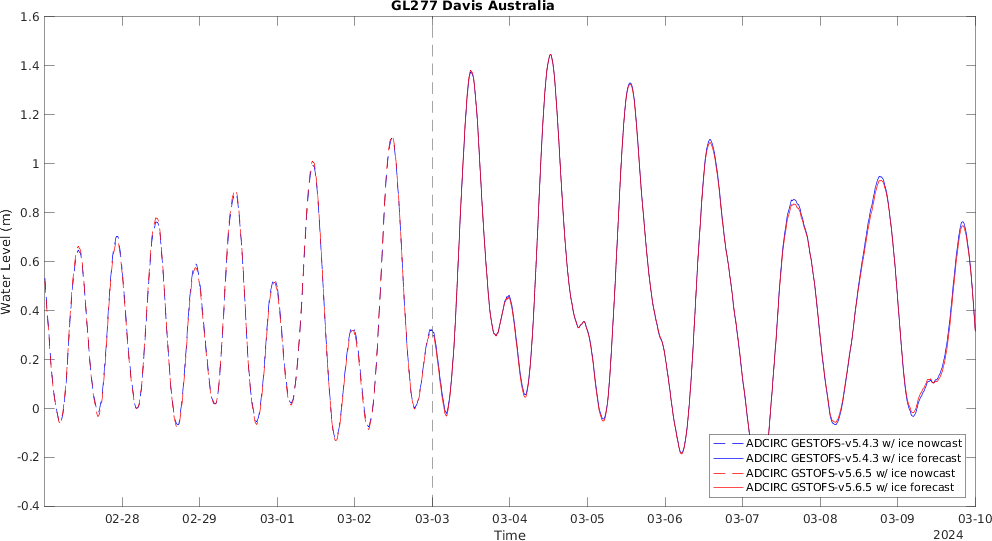 GL277 Davis Australia
1.6
1.4
1.2
1
0.8
0.6
0.4
0.2
0
-0.2
-0.4
Water Level (m)
ADCIRC GESTOFS-v5.4.3 w/ ice nowcast
ADCIRC GESTOFS-v5.4.3 w/ ice forecast
ADCIRC GSTOFS-v5.6.5 w/ ice nowcast
ADCIRC GSTOFS-v5.6.5 w/ ice forecast
02-28 02-29 03-01 03-02 03-03 03-04 03-05 03-06 03-07 03-08 03-09 03-10
Time
2024